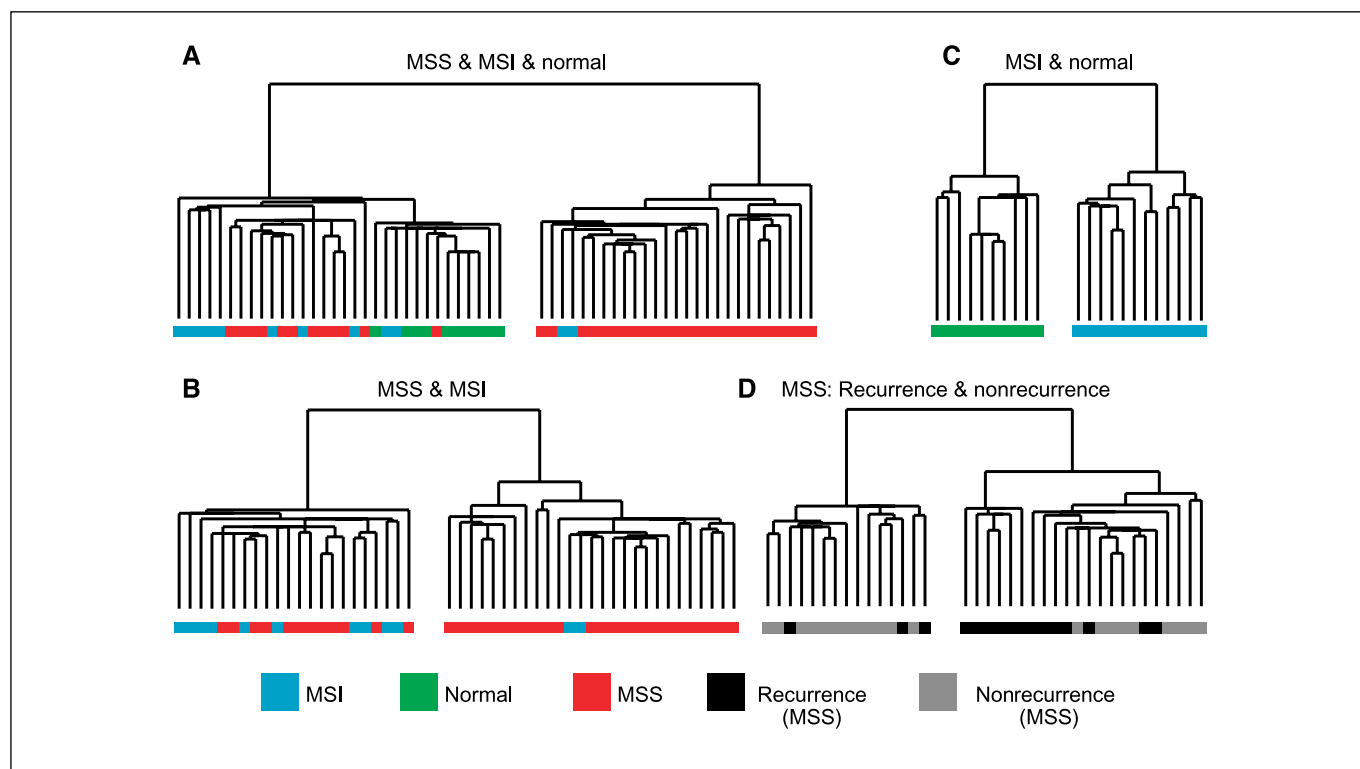 A
MSS & MSI & normal
C
MSI & normal
B
MSS & MSI
D
MSS: Recurrence & nonrecurrence
MSI
Normal
MSS
Recurrence
(MSS)
Nonrecurrence
(MSS)